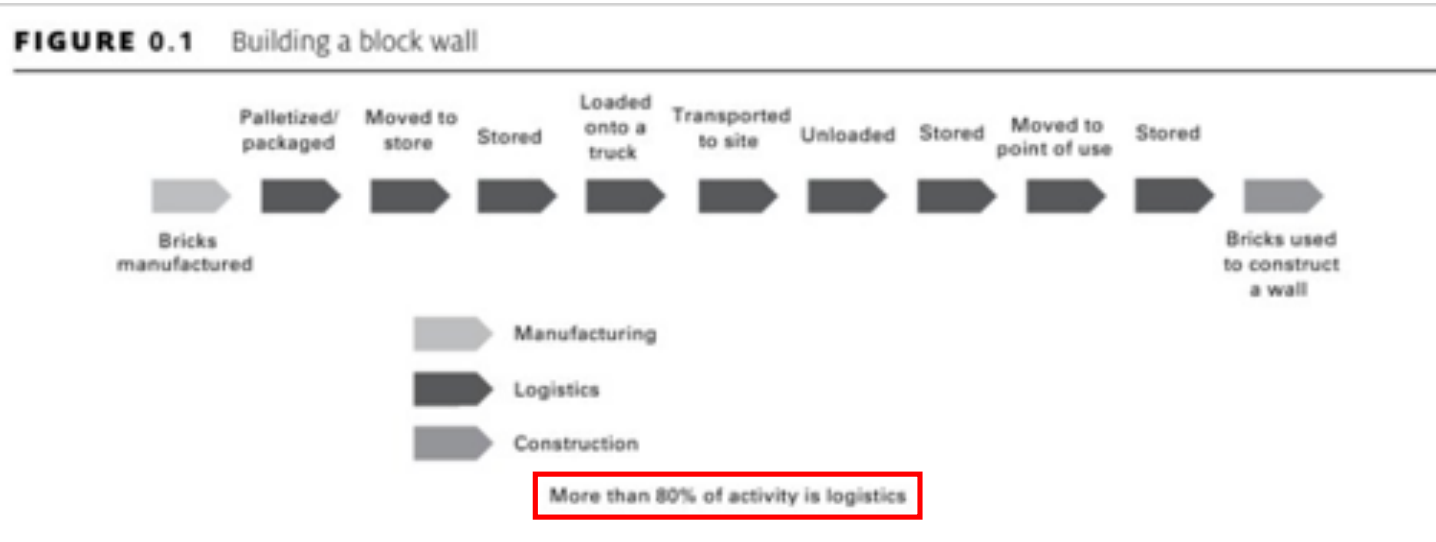 FIGURE 0.1 Building a block wall
Palletized/
packaged
Moved to
store
Stored
Loaded
onto a
truck
Transported
to site
Unloaded
Stored
Moved to
point of use
Stored
Bricks
manufactured
Bricks used
to construct
a wall
Manufacturing
Logistics
Construction
More than 80% of activity is logistics